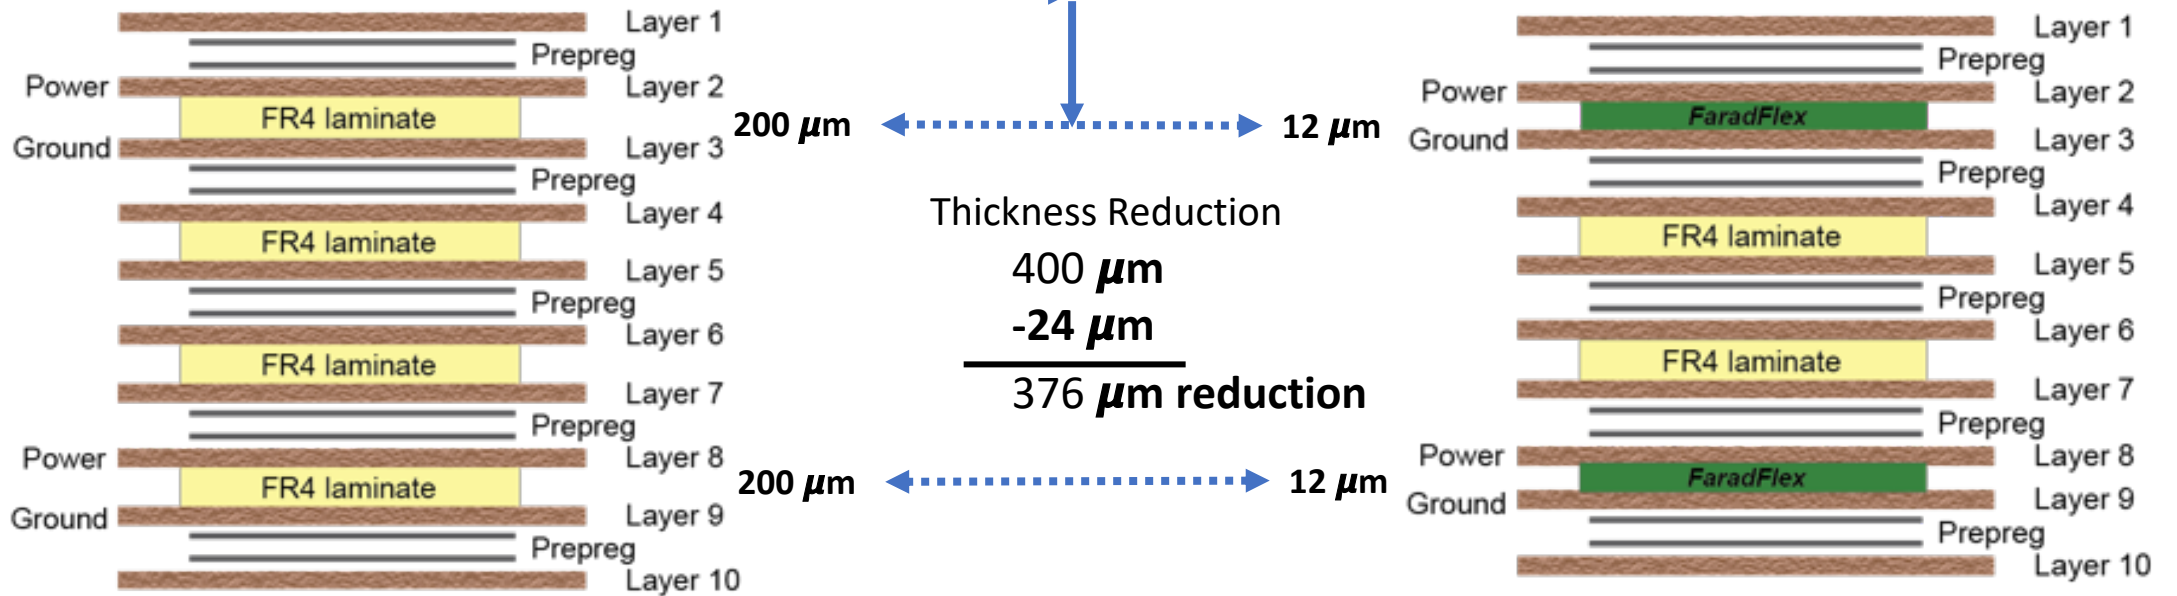 Layer 1
Prepreg
Power
Layer 2
FR4 laminate
Ground
Layer 3
Prepreg
Layer 4
FR4 laminate
Layer 5
Prepreg
Layer 6
FR4 laminate
Layer 7
Prepreg
Power
Layer 8
FR4 laminate
Ground
Layer 9
Prepreg
Layer 10
200 μm
12 μm
Thickness Reduction
400 μm
-24 μm
376 μm reduction
200 μm
12 μm
Layer 1
Prepreg
Power
Layer 2
FaradFlex
Ground
Layer 3
Prepreg
Layer 4
FR4 laminate
Layer 5
Prepreg
Layer 6
FR4 laminate
Layer 7
Prepreg
Power
Layer 8
FaradFlex
Ground
Layer 9
Prepreg
Layer 10